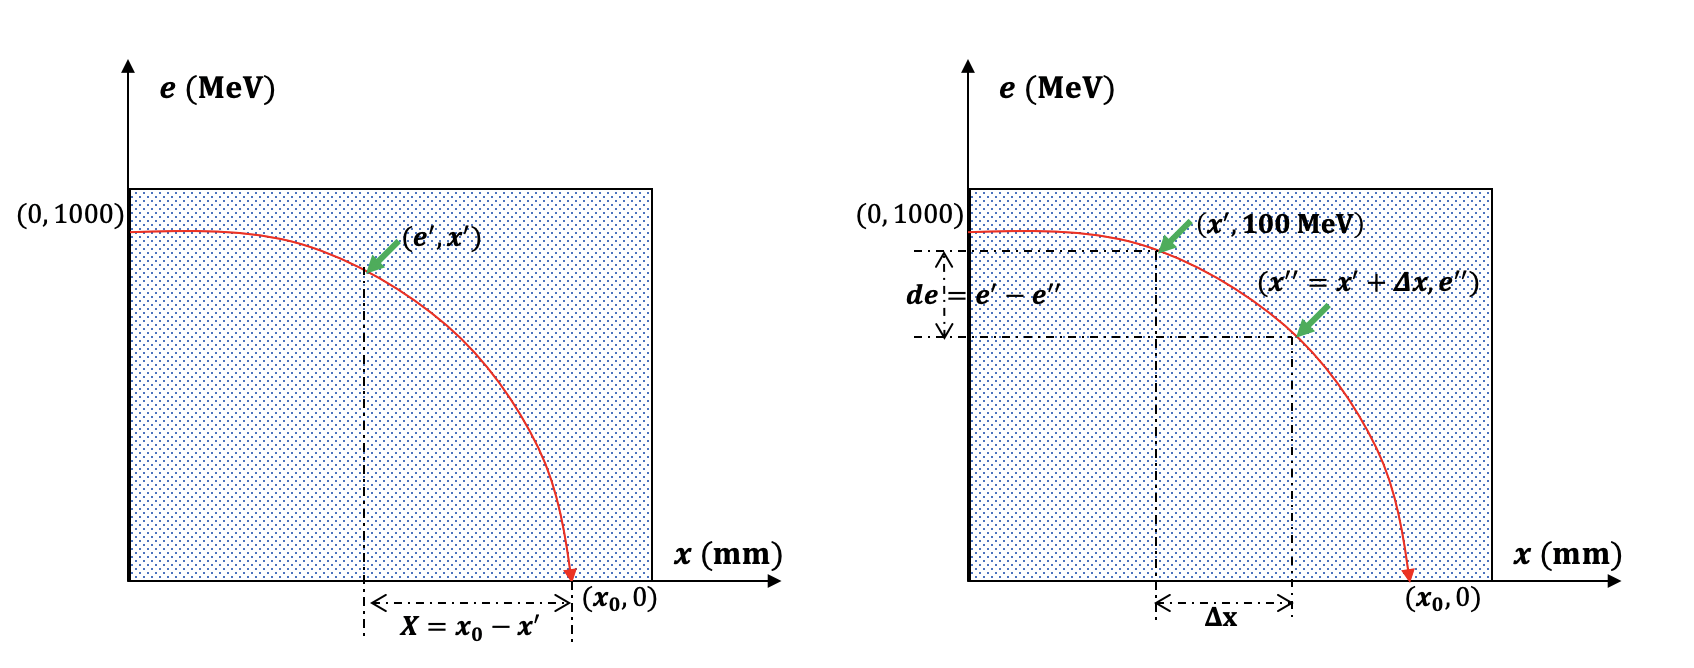 e (MeV)
(0, 1000)
(e′, x′)
x (mm)
(x₀, 0)
X = x₀ − x′
e (MeV)
(0, 1000)
(x′, 100 MeV)
(x′′ = x′ + Δx, e′′)
de = e′ − e′′
x (mm)
(x₀, 0)
Δx